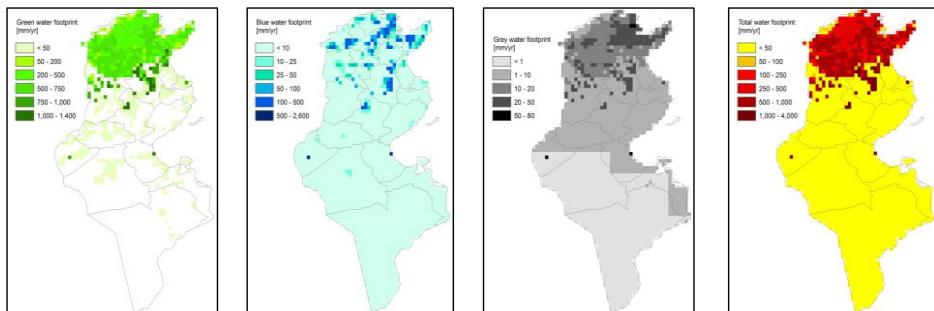 Green water footprint
[mm/yr]
< 50
50 - 200
200 - 500
500 - 750
750 - 1,000
1,000 - 1,400
Blue water footprint
[mm/yr]
< 10
10 - 25
25 - 50
50 - 100
100 - 500
500 - 2,600
Grey water footprint
[mm/yr]
< 1
1 - 10
10 - 20
20 - 50
50 - 80
Total water footprint
[mm/yr]
< 50
50 - 100
100 - 250
250 - 500
500 - 1,000
1,000 - 4,000